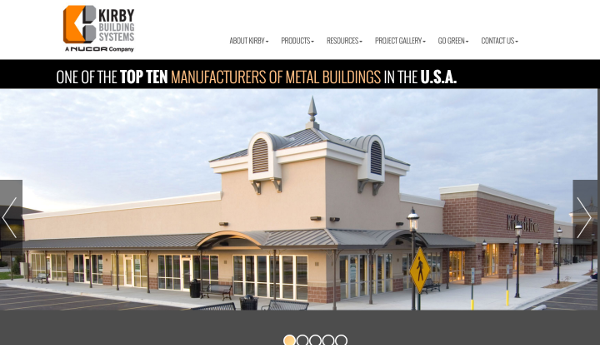 KIRBY
BUILDING
SYSTEMS
A NUCOR Company
ABOUT KIRBY PRODUCTS RESOURCES PROJECT GALLERY GO GREEN CONTACT US
ONE OF THE TOP TEN MANUFACTURERS OF METAL BUILDINGS IN THE U.S.A.